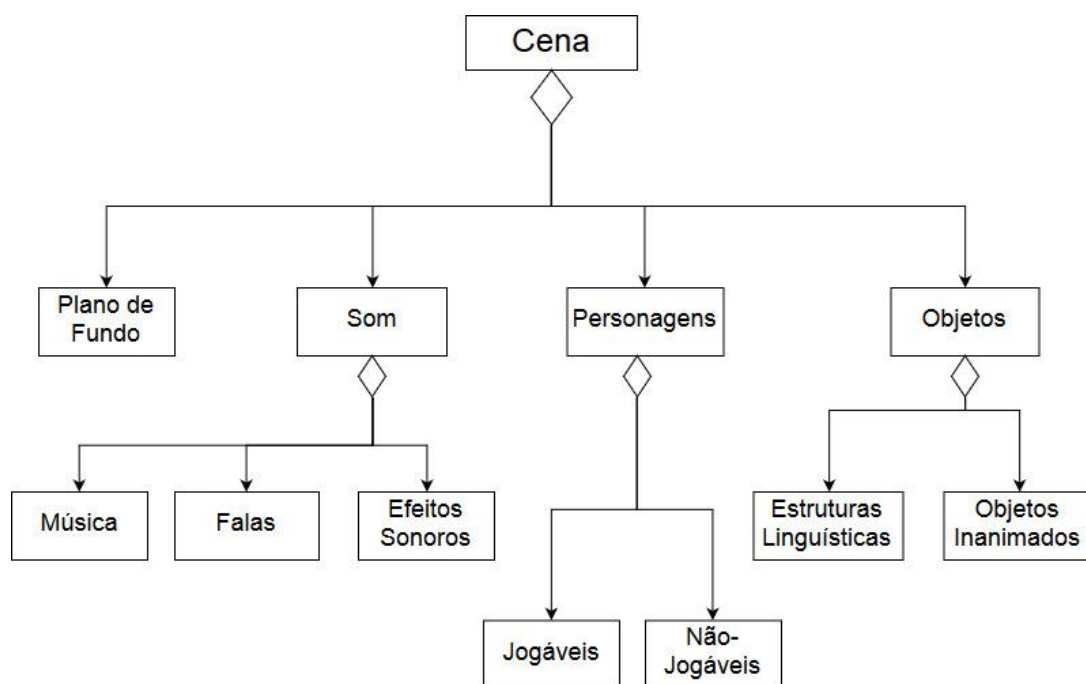 Cena
Plano de
Fundo
Som
Personagens
Objetos
Música
Falas
Efeitos
Sonoros
Estruturas
Linguísticas
Objetos
Inanimados
Jogáveis
Não-
Jogáveis